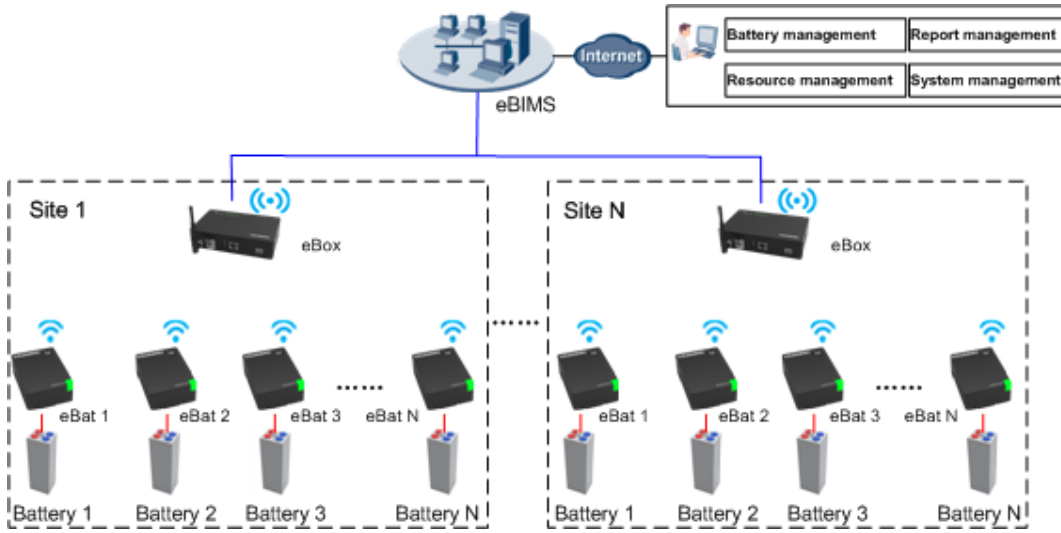 Battery management
Report management
Internet
Resource management
System management
eBIMS
Site 1
eBox
Site N
eBox
······
eBat 1
eBat 2
eBat 3
······
eBat N
eBat 1
eBat 2
eBat 3
······
eBat N
Battery 1
Battery 2
Battery 3
Battery N
Battery 1
Battery 2
Battery 3
Battery N